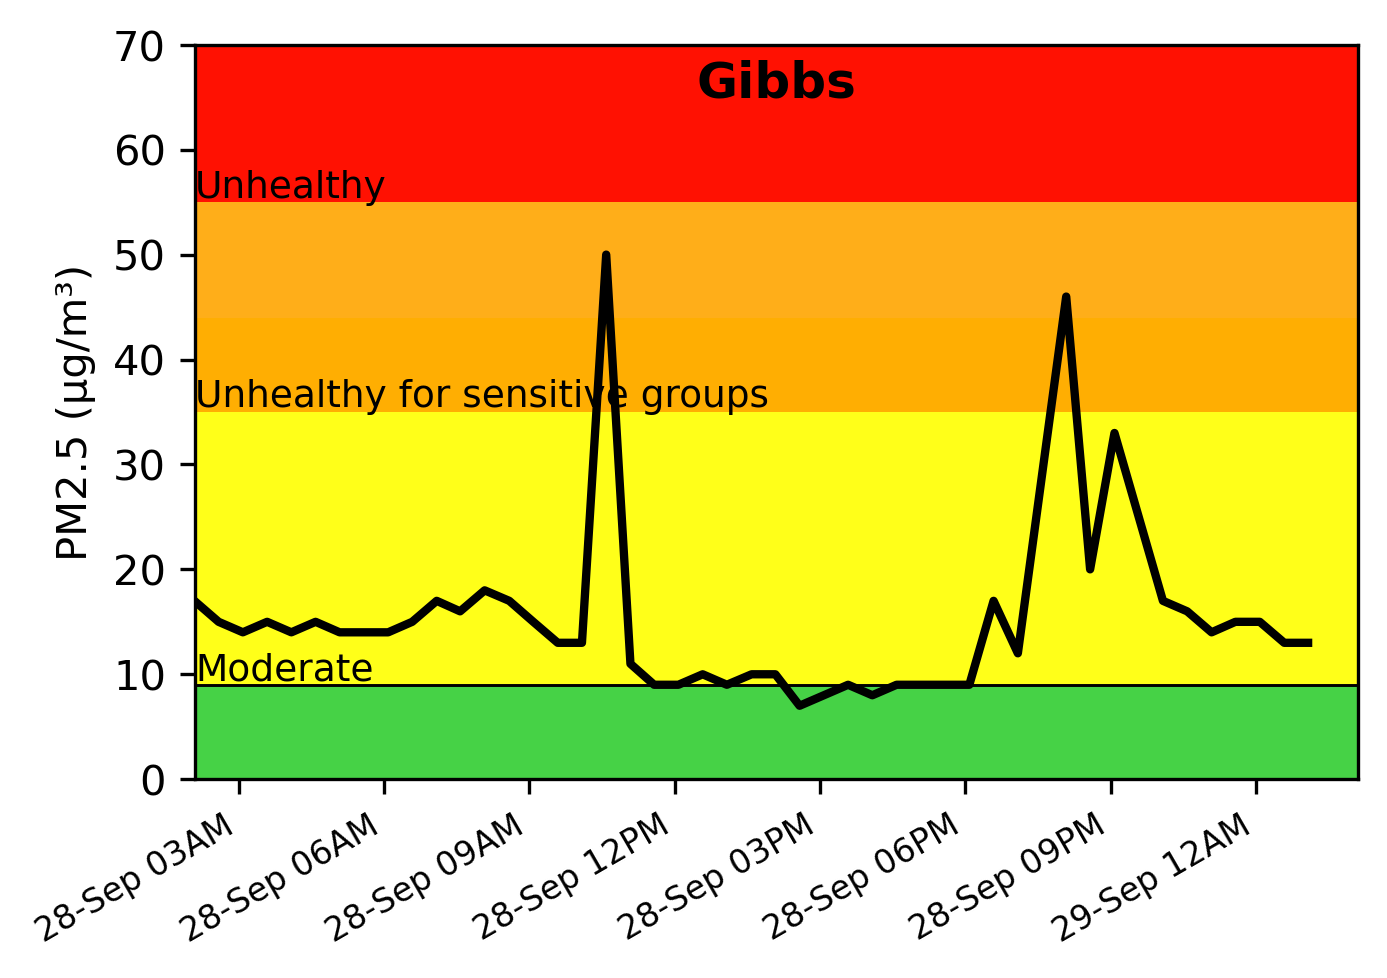 Gibbs
PM2.5 (µg/m³)
70
60
50
40
30
20
10
0
Unhealthy
Unhealthy for sensitive groups
Moderate
28-Sep 03AM
28-Sep 06AM
28-Sep 09AM
28-Sep 12PM
28-Sep 03PM
28-Sep 06PM
28-Sep 09PM
29-Sep 12AM